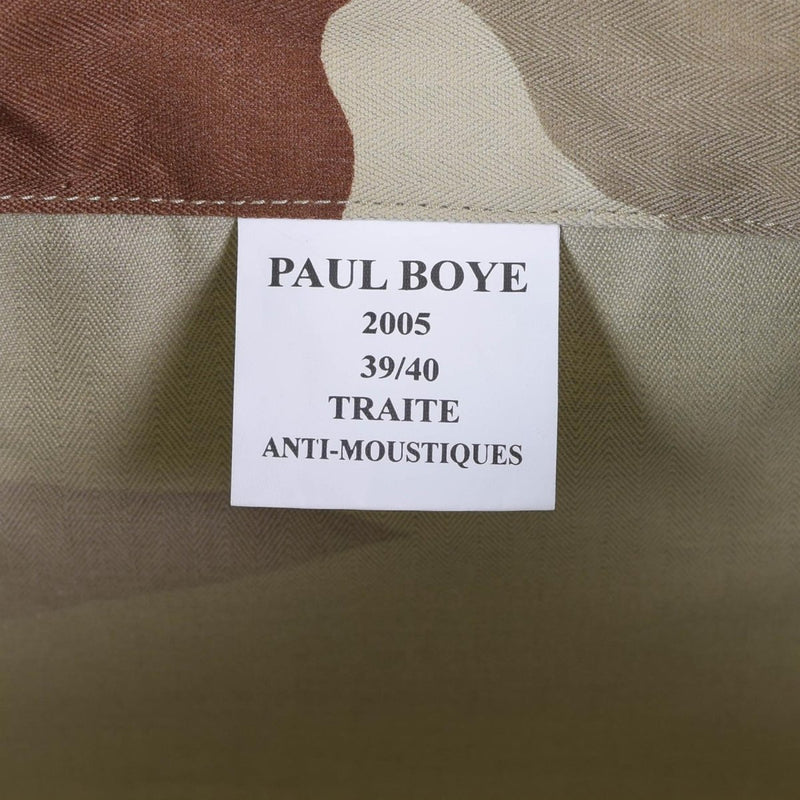 PAUL BOYE
2005
39/40
TRAITE
ANTI-MOUSTIQUES